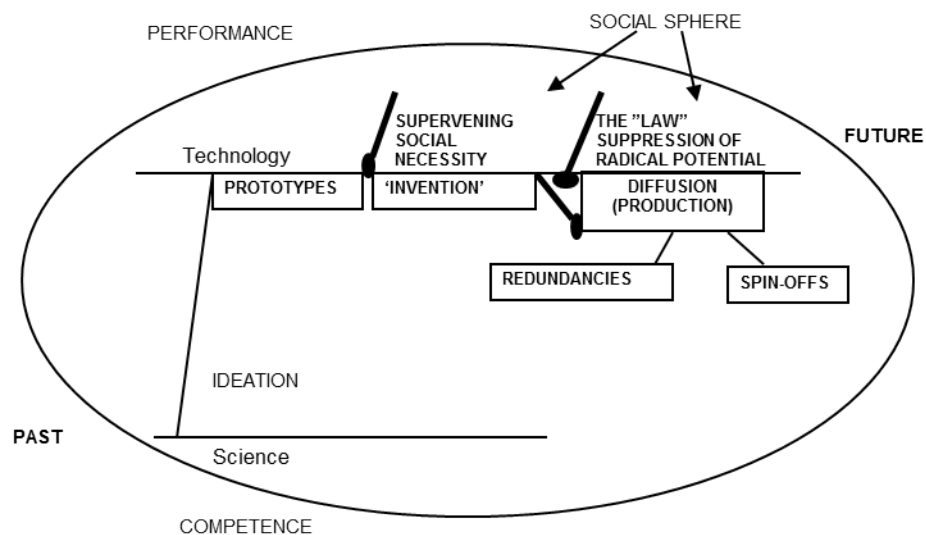 SOCIAL SPHERE
PERFORMANCE
SUPERVENING
SOCIAL
NECESSITY
THE ”LAW”
SUPPRESSION OF
RADICAL POTENTIAL
FUTURE
Technology
PROTOTYPES
‘INVENTION’
DIFFUSION
(PRODUCTION)
REDUNDANCIES
SPIN-OFFS
IDEATION
PAST
Science
COMPETENCE